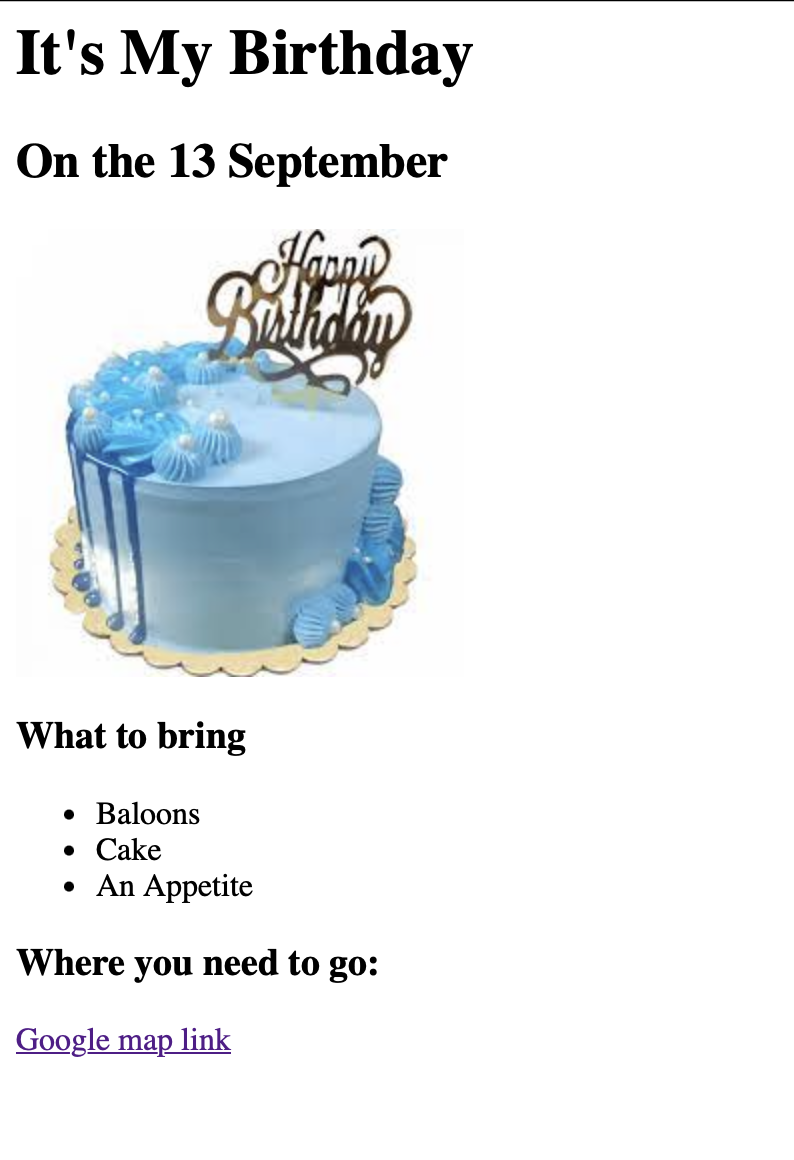 It's My Birthday
On the 13 September
Happy
Birthday
What to bring
Baloons
Cake
An Appetite
Where you need to go:
Google map link